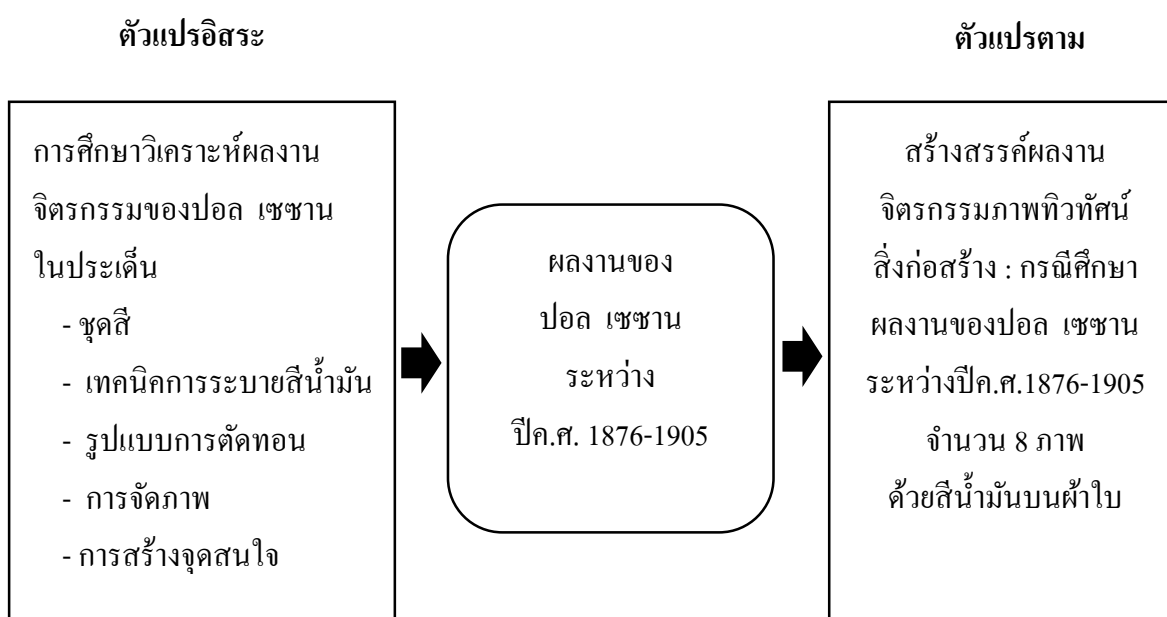 ตัวแปรอิสระ
ตัวแปรตาม
การศึกษาวิเคราะห์ผลงาน
จิตรกรรมของปอล เซซาน
ในประเด็น
- ชุดสี
- เทคนิคการระบายสีน้ำมัน
- รูปแบบการตัดทอน
- การจัดภาพ
- การสร้างจุดสนใจ
ผลงานของ
ปอล เซซาน
ระหว่าง
ปีค.ศ. 1876-1905
สร้างสรรค์ผลงาน
จิตรกรรมภาพทิวทัศน์
สิ่งก่อสร้าง : กรณีศึกษา
ผลงานของปอล เซซาน
ระหว่างปีค.ศ.1876-1905
จำนวน 8 ภาพ
ด้วยสีน้ำมันบนผ้าใบ